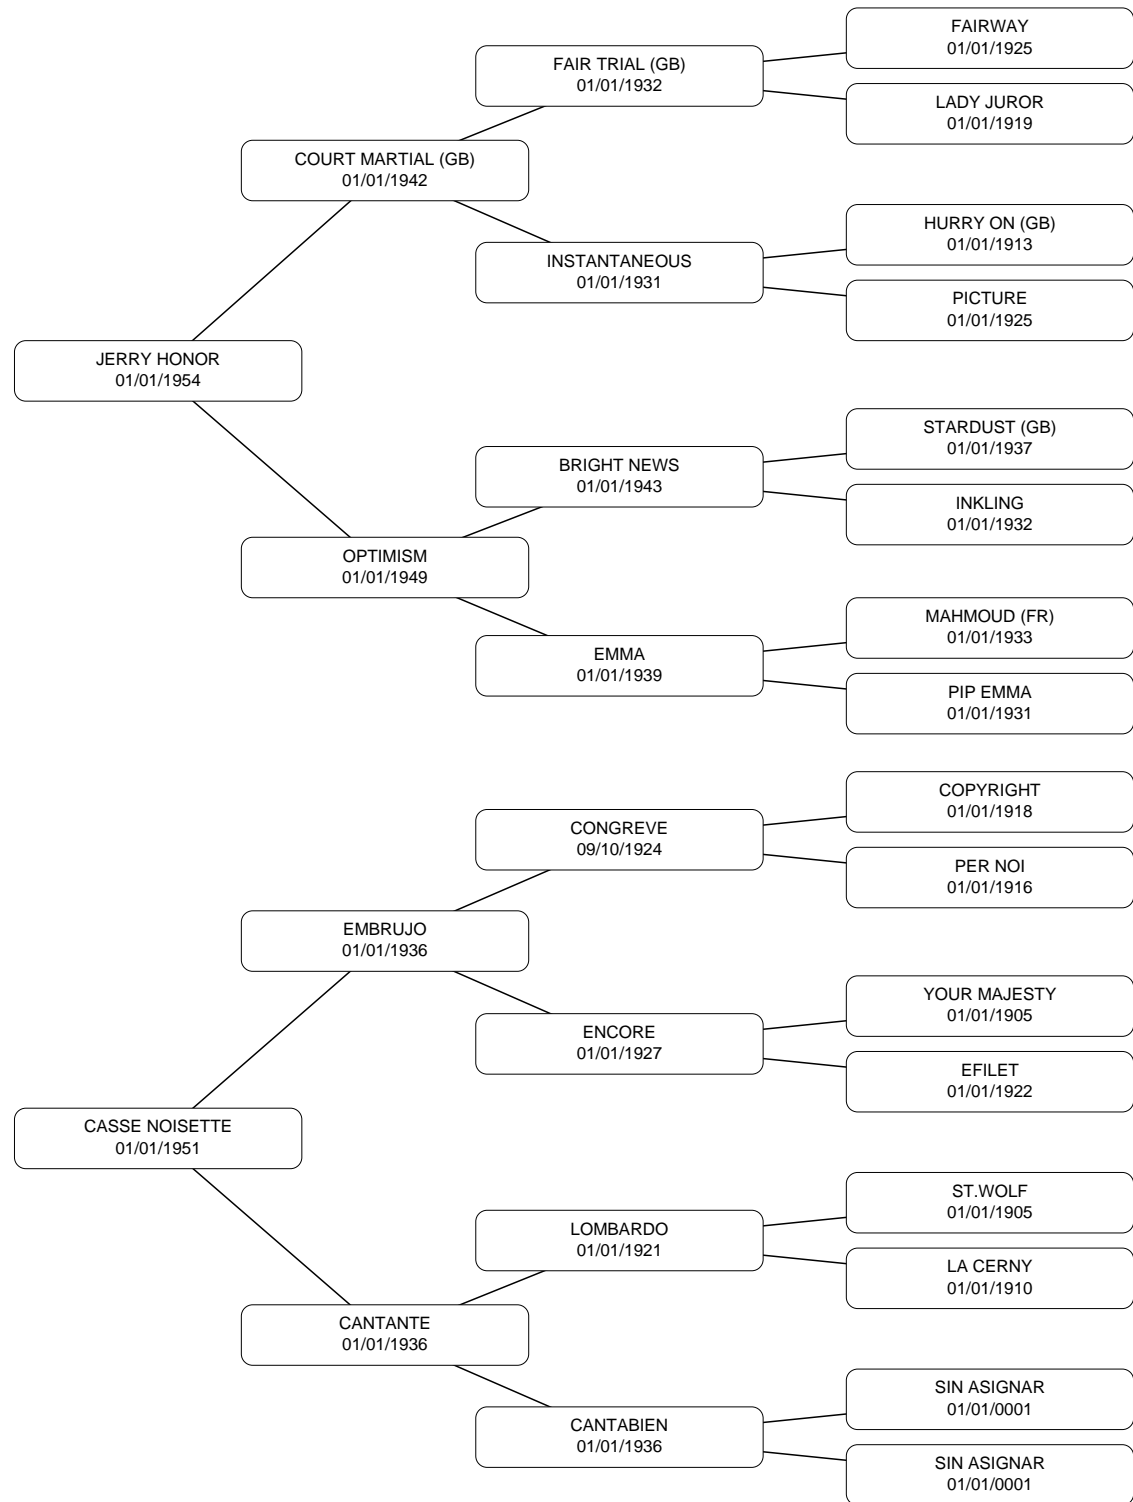 FAIRWAY
01/01/1925
FAIR TRIAL (GB)
01/01/1932
LADY JUROR
01/01/1919
COURT MARTIAL (GB)
01/01/1942
HURRY ON (GB)
01/01/1913
INSTANTANEOUS
01/01/1931
PICTURE
01/01/1925
JERRY HONOR
01/01/1954
STARDUST (GB)
01/01/1937
BRIGHT NEWS
01/01/1943
INKLING
01/01/1932
OPTIMISM
01/01/1949
MAHMOUD (FR)
01/01/1933
EMMA
01/01/1939
PIP EMMA
01/01/1931
COPYRIGHT
01/01/1918
CONGREVE
09/10/1924
PER NOI
01/01/1916
EMBRUJO
01/01/1936
YOUR MAJESTY
01/01/1905
ENCORE
01/01/1927
EFILET
01/01/1922
CASSE NOISETTE
01/01/1951
ST.WOLF
01/01/1905
LOMBARDO
01/01/1921
LA CERNY
01/01/1910
CANTANTE
01/01/1936
SIN ASIGNAR
01/01/0001
CANTABIEN
01/01/1936
SIN ASIGNAR
01/01/0001